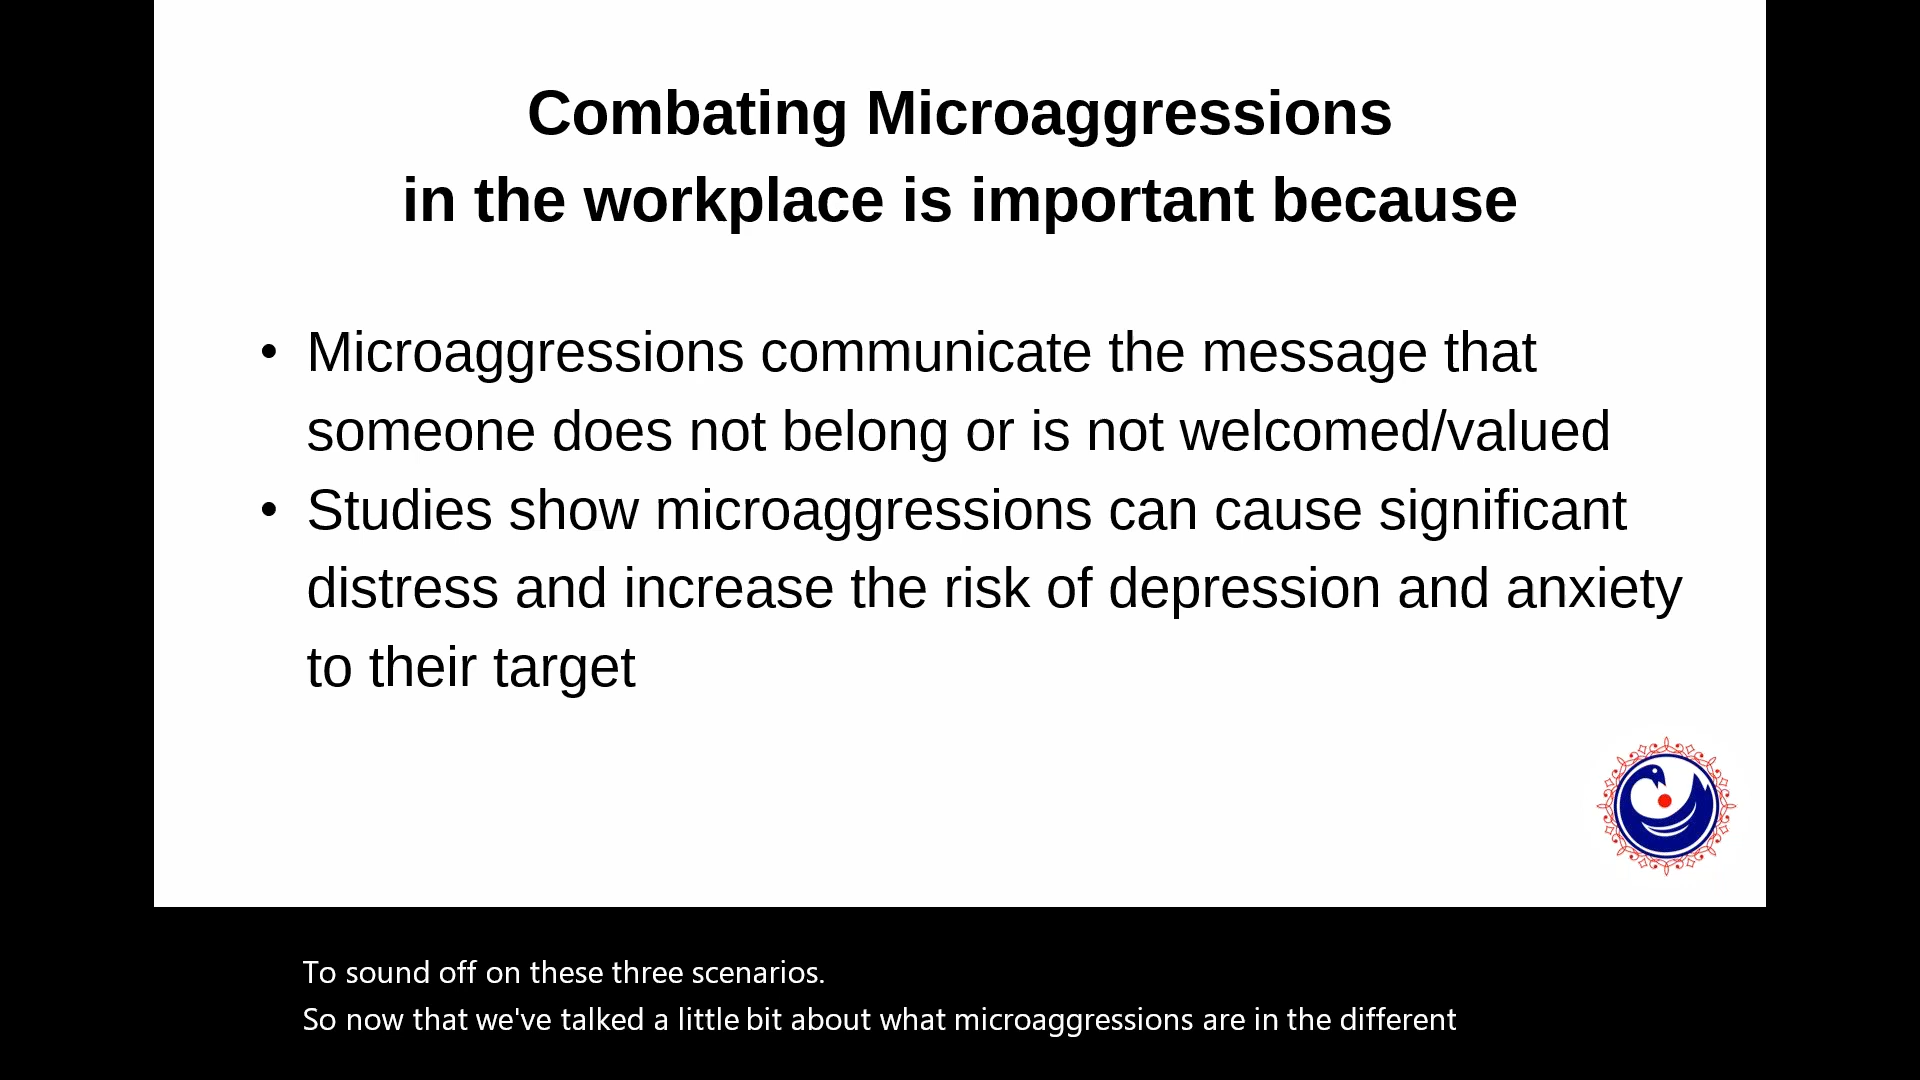 Combating Microaggressions
in the workplace is important because
• Microaggressions communicate the message that
someone does not belong or is not welcomed/valued
• Studies show microaggressions can cause significant
distress and increase the risk of depression and anxiety
to their target
To sound off on these three scenarios.
So now that we've talked a little bit about what microaggressions are in the different